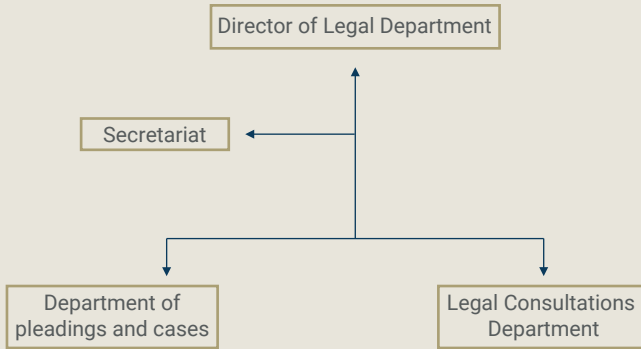 Director of Legal Department
Secretariat
Department of
pleadings and cases
Legal Consultations
Department